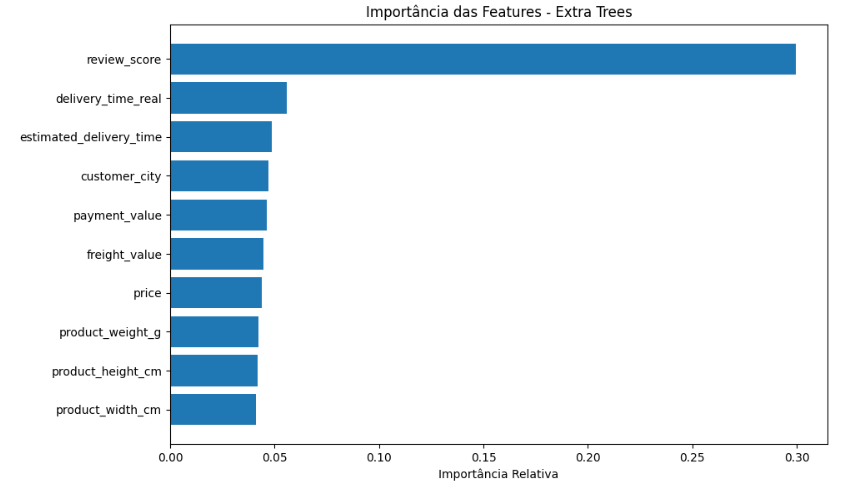 Importância das Features - Extra Trees
review_score
delivery_time_real
estimated_delivery_time
customer_city
payment_value
freight_value
price
product_weight_g
product_height_cm
product_width_cm
0.00 0.05 0.10 0.15 0.20 0.25 0.30
Importância Relativa